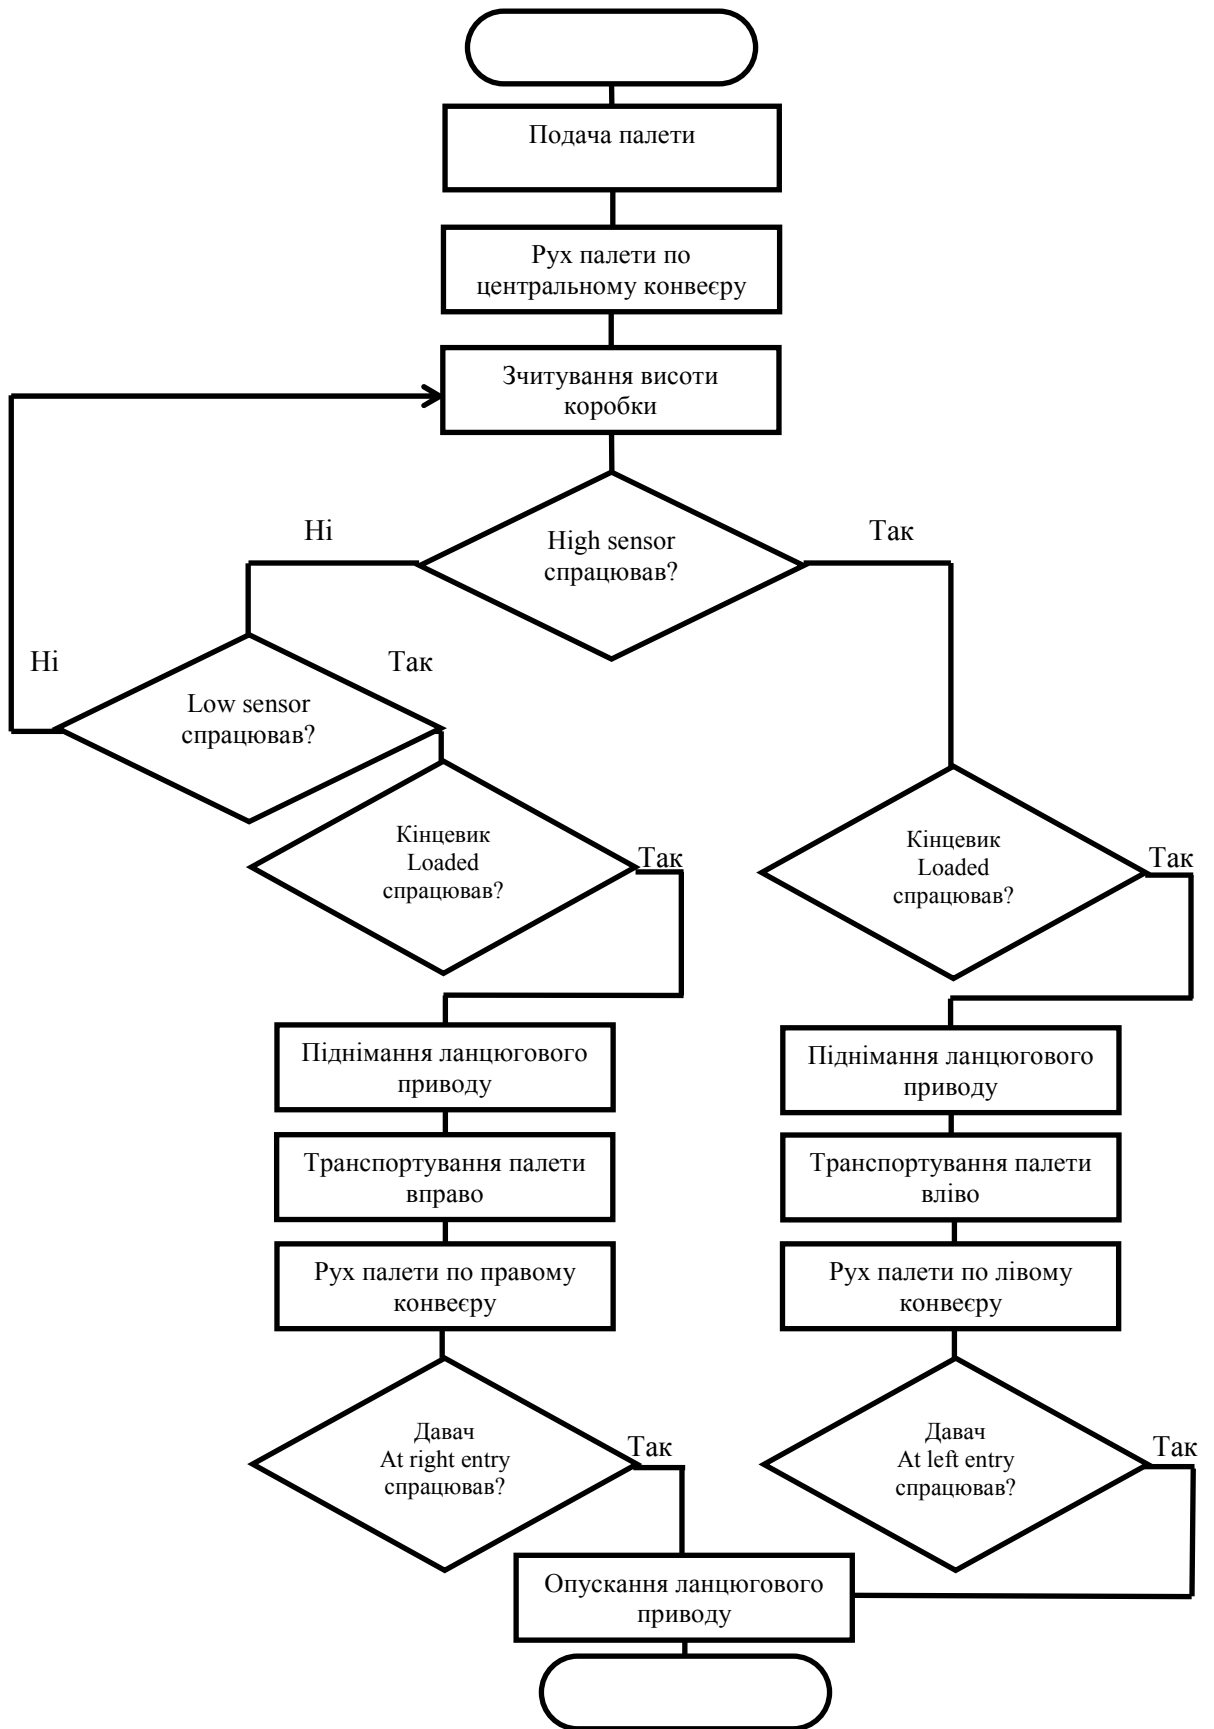 Подача палети
Рух палети по
центральному конвеєру
Зчитування висоти
коробки
Ні
High sensor
спрацював?
Так
Ні
Low sensor
спрацював?
Так
Кінцевик
Loaded
спрацював?
Так
Кінцевик
Loaded
спрацював?
Так
Піднімання ланцюгового
приводу
Піднімання ланцюгового
приводу
Транспортування палети
вправо
Транспортування палети
вліво
Рух палети по правому
конвеєру
Рух палети по лівому
конвеєру
Давач
At right entry
спрацював?
Так
Давач
At left entry
спрацював?
Так
Опускання ланцюгового
приводу